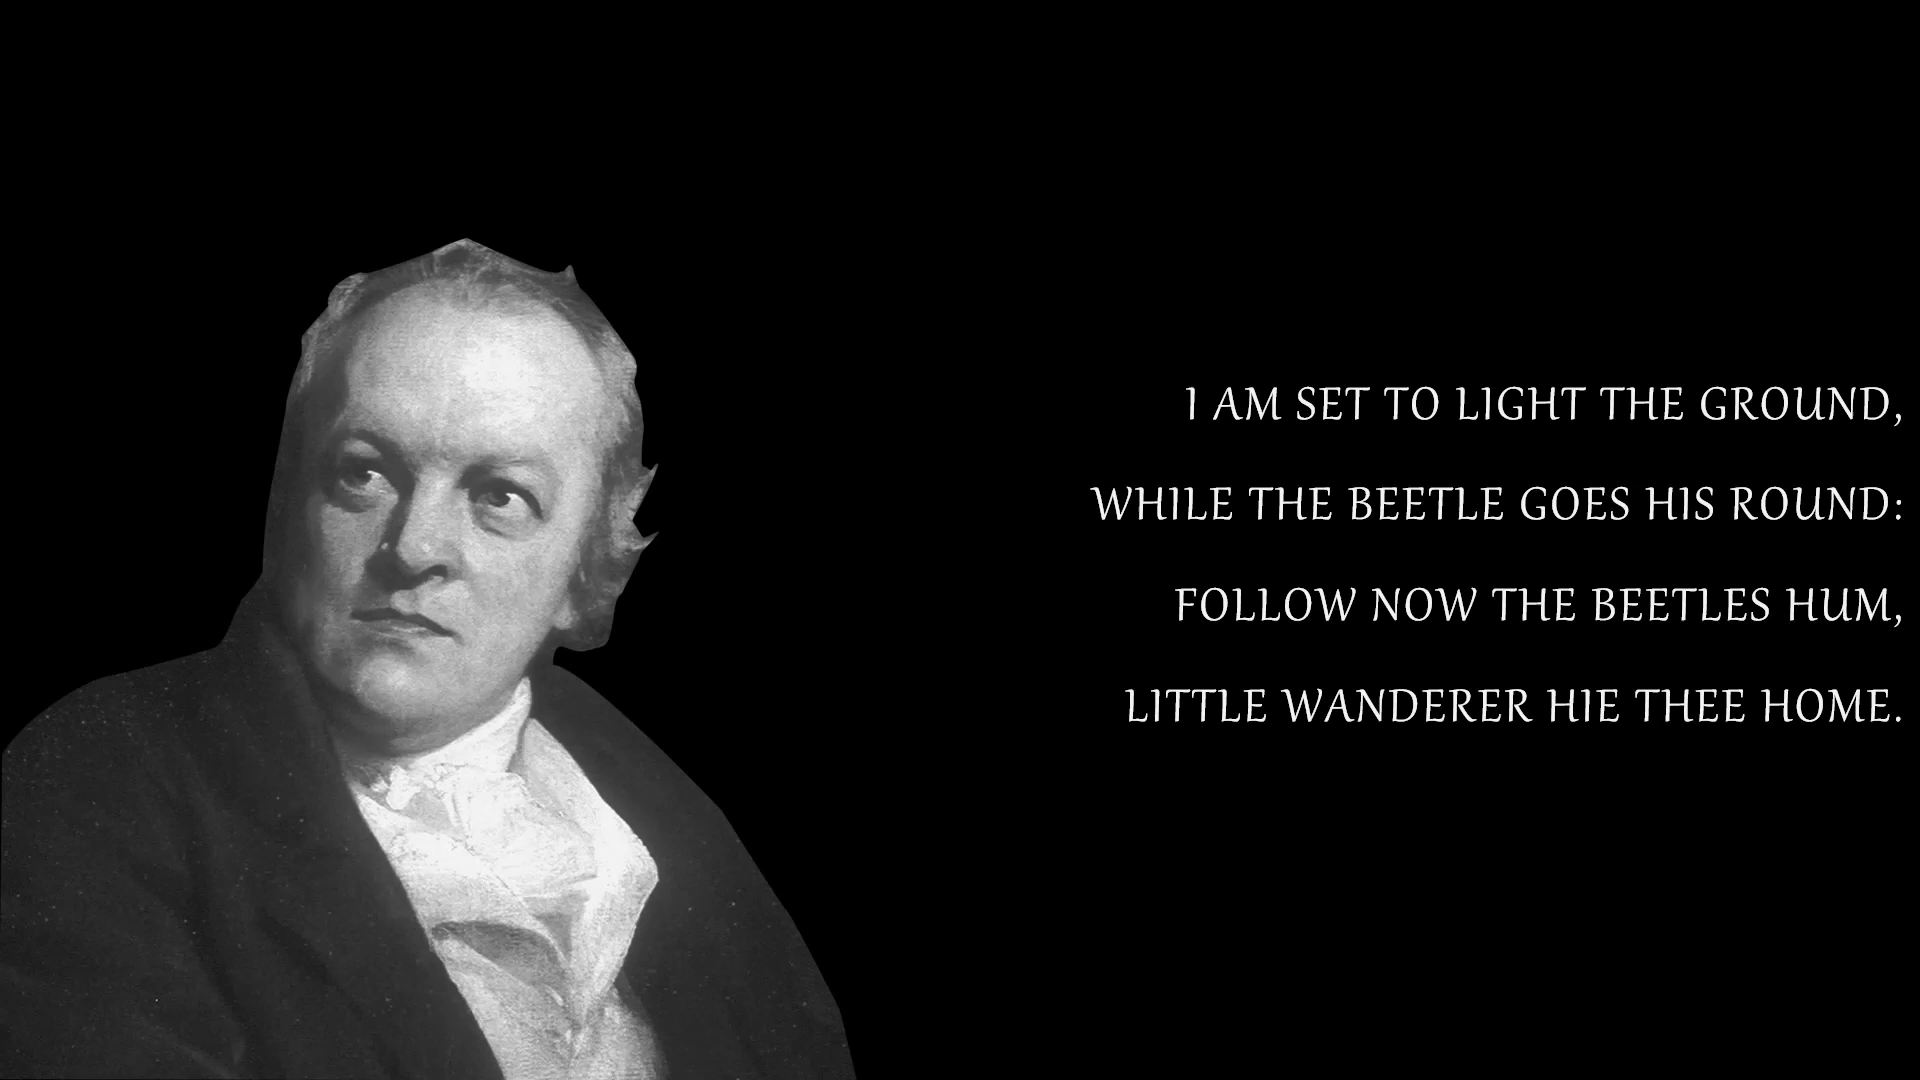 I AM SET TO LIGHT THE GROUND,
WHILE THE BEETLE GOES HIS ROUND:
FOLLOW NOW THE BEETLES HUM,
LITTLE WANDERER HIE THEE HOME.